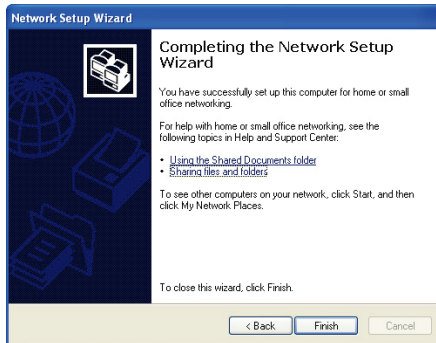 Network Setup Wizard
Completing the Network Setup
Wizard
You have successfully set up this computer for home or small
office networking.
For help with home or small office networking, see the
following topics in Help and Support Center:
• Using the Shared Documents folder
• Sharing files and folders
To see other computers on your network, click Start, and then
click My Network Places.
To close this wizard, click Finish.
< Back Finish Cancel